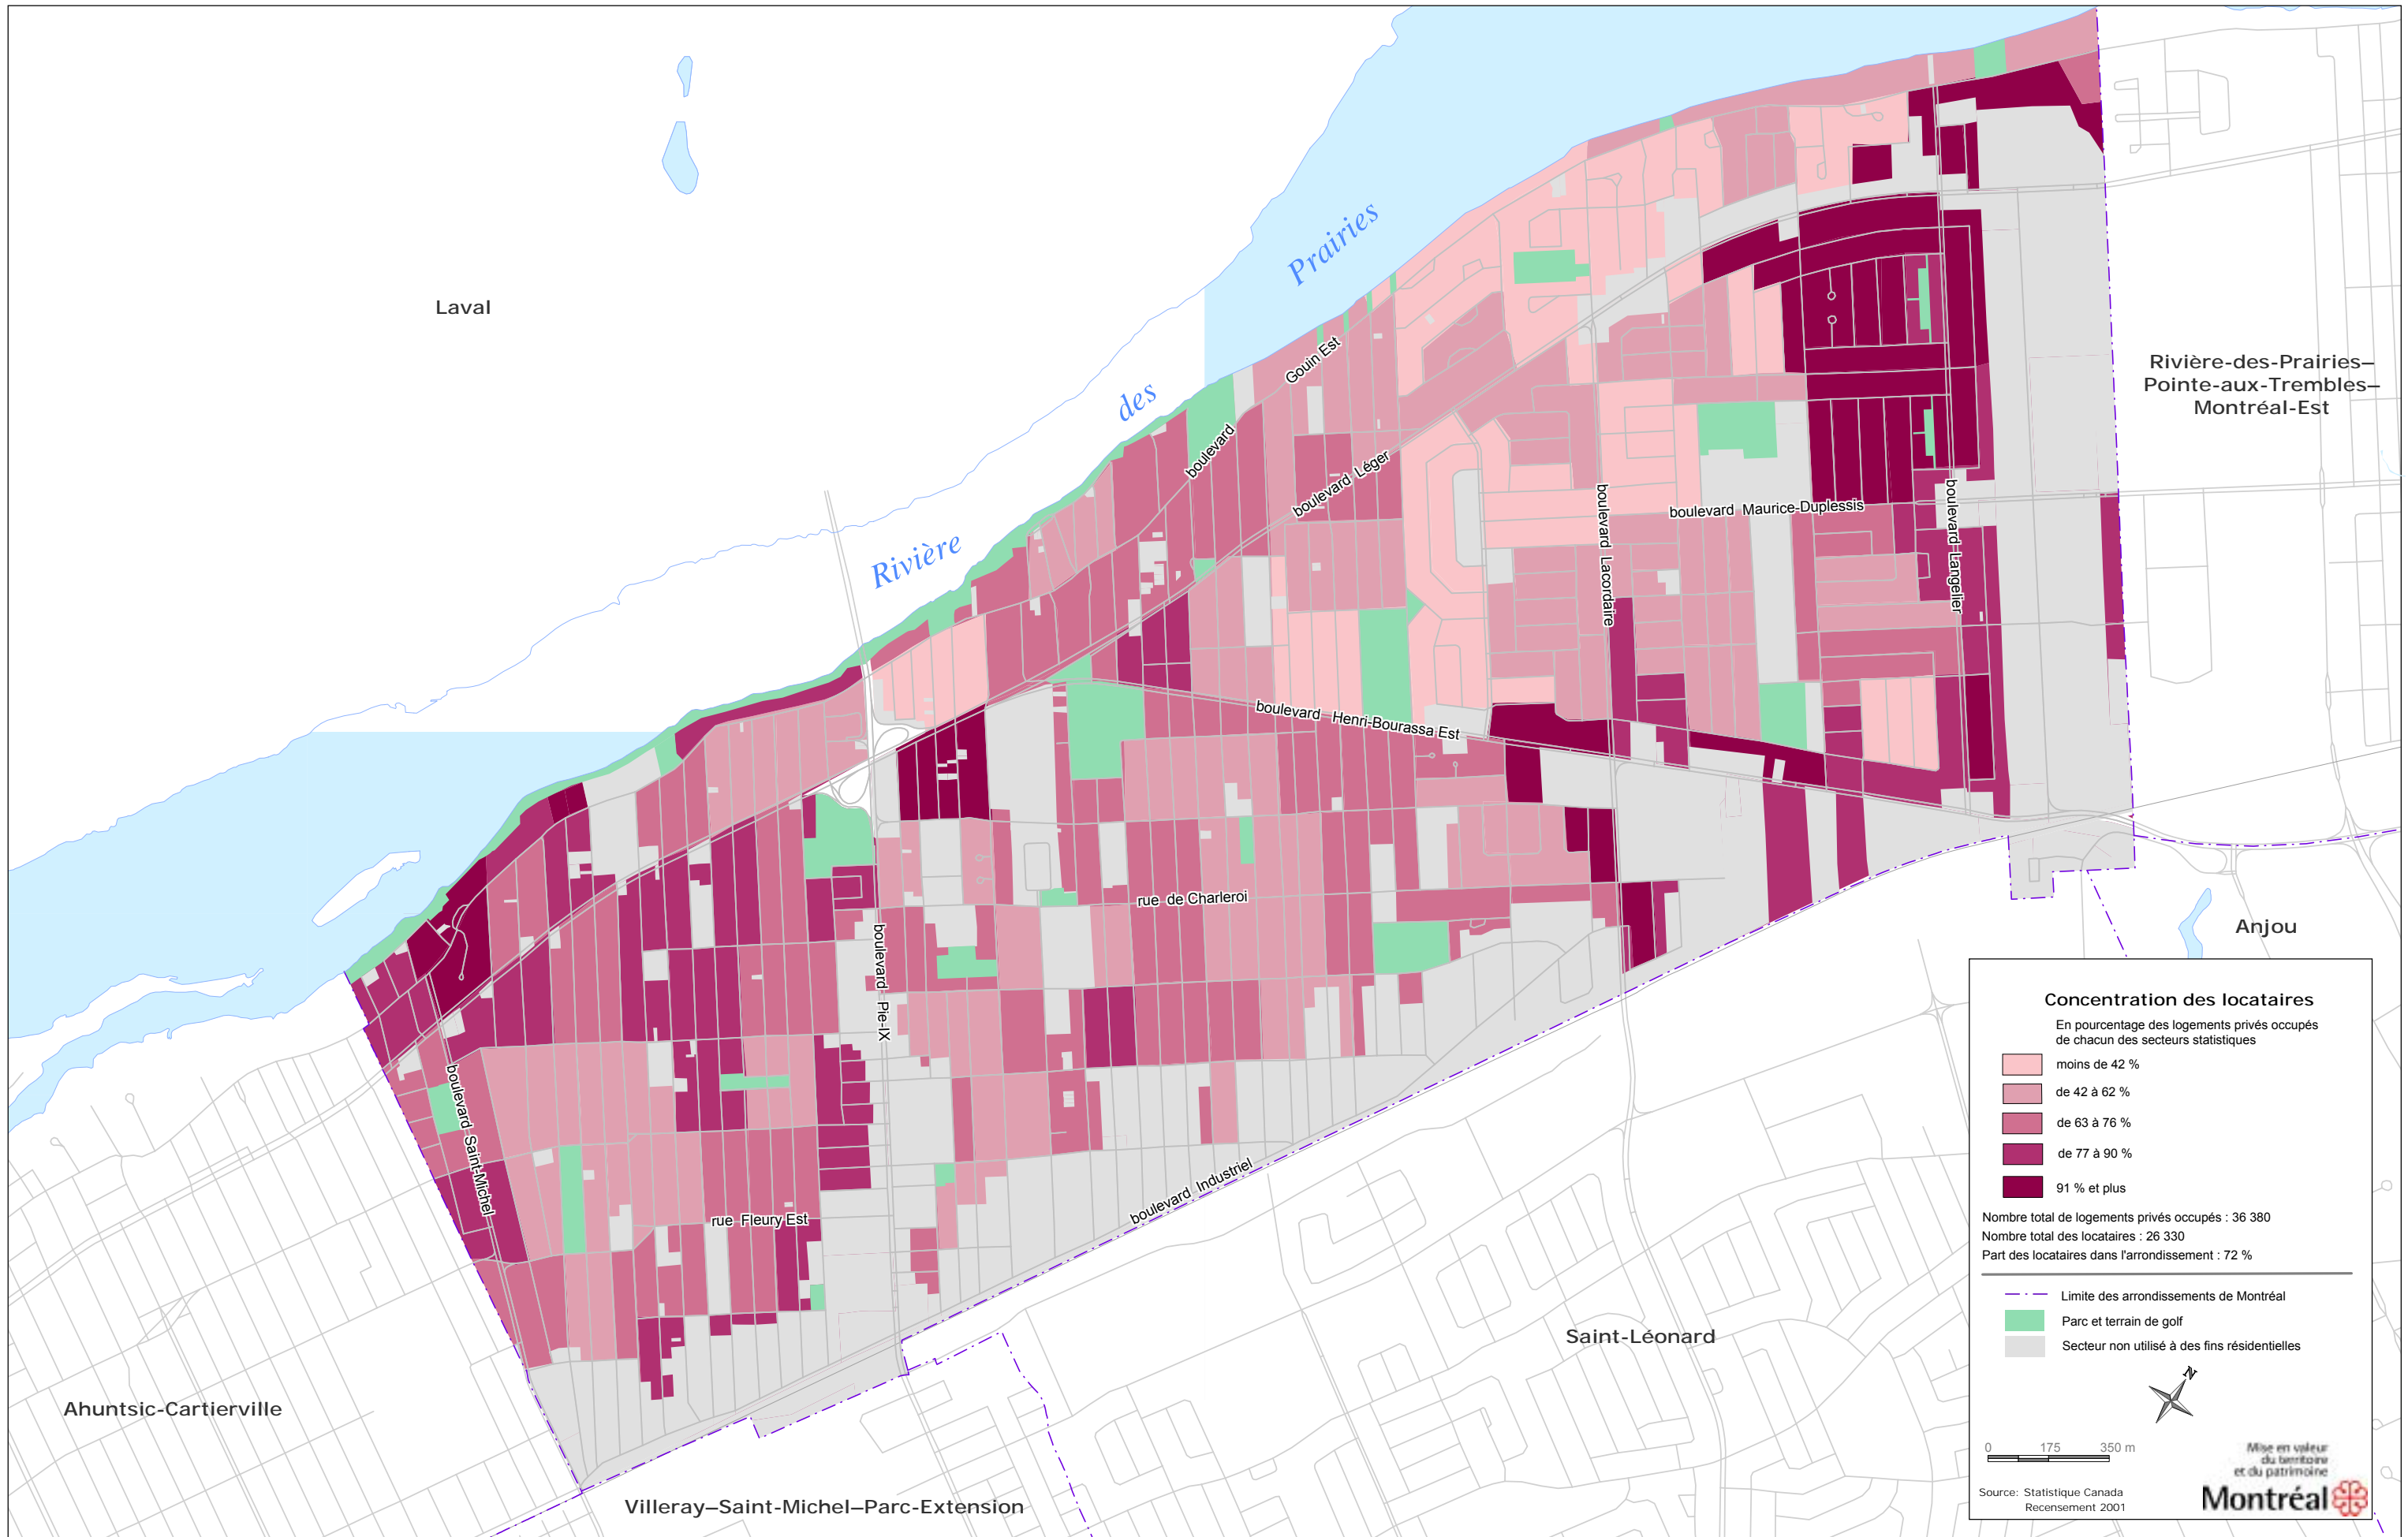 Laval
Rivière
des
Prairies
boulevard
Gouin Est
boulevard Léger
boulevard Lacordaire
boulevard Maurice-Duplessis
boulevard Langelier
Rivière-des-Prairies–
Pointe-aux-Trembles–
Montréal-Est
boulevard Henri-Bourassa Est
rue de Charleroi
boulevard Pie-IX
boulevard Saint-Michel
rue Fleury Est
boulevard Industriel
Anjou
Saint-Léonard
Ahuntsic-Cartierville
Villeray–Saint-Michel–Parc-Extension
Concentration des locataires
En pourcentage des logements privés occupés
de chacun des secteurs statistiques
moins de 42 %
de 42 à 62 %
de 63 à 76 %
de 77 à 90 %
91 % et plus
Nombre total de logements privés occupés : 36 380
Nombre total des locataires : 26 330
Part des locataires dans l'arrondissement : 72 %
Limite des arrondissements de Montréal
Parc et terrain de golf
Secteur non utilisé à des fins résidentielles
N
0 175 350 m
Source: Statistique Canada
Recensement 2001
Mise en valeur
du territoire
et du patrimoine
Montréal